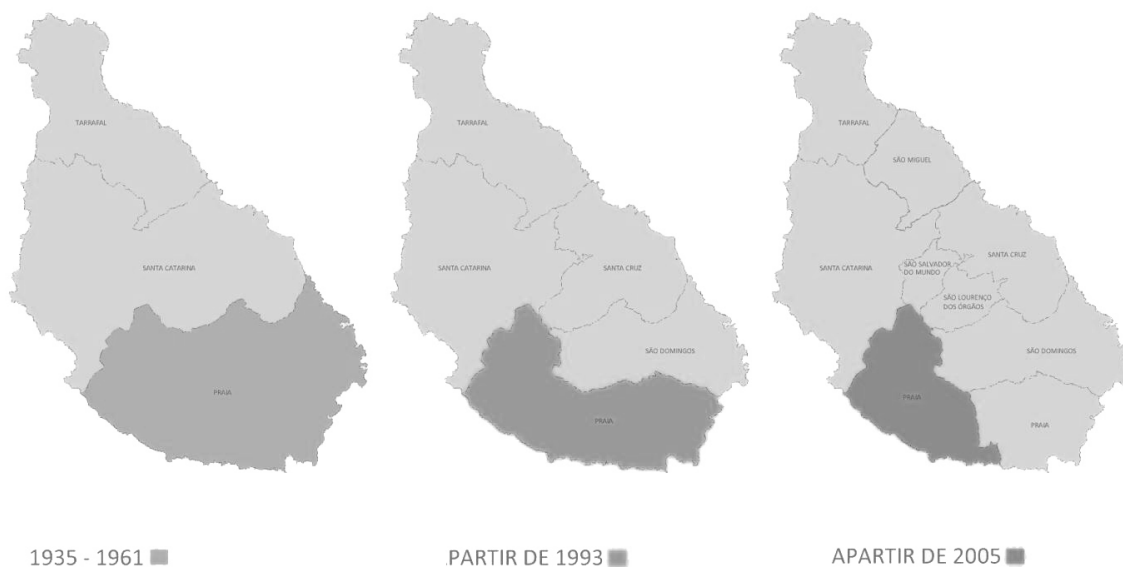 TARRAFAL
SANTA CATARINA
PRAIA
1935 - 1961
TARRAFAL
SANTA CATARINA
SANTA CRUZ
SÃO DOMINGOS
PRAIA
PARTIR DE 1993
TARRAFAL
SÃO MIGUEL
SANTA CATARINA
SÃO SALVADOR
DO MUNDO
SANTA CRUZ
SÃO LOURENÇO
DOS ÓRGÃOS
SÃO DOMINGOS
PRAIA
PRAIA
APARTIR DE 2005